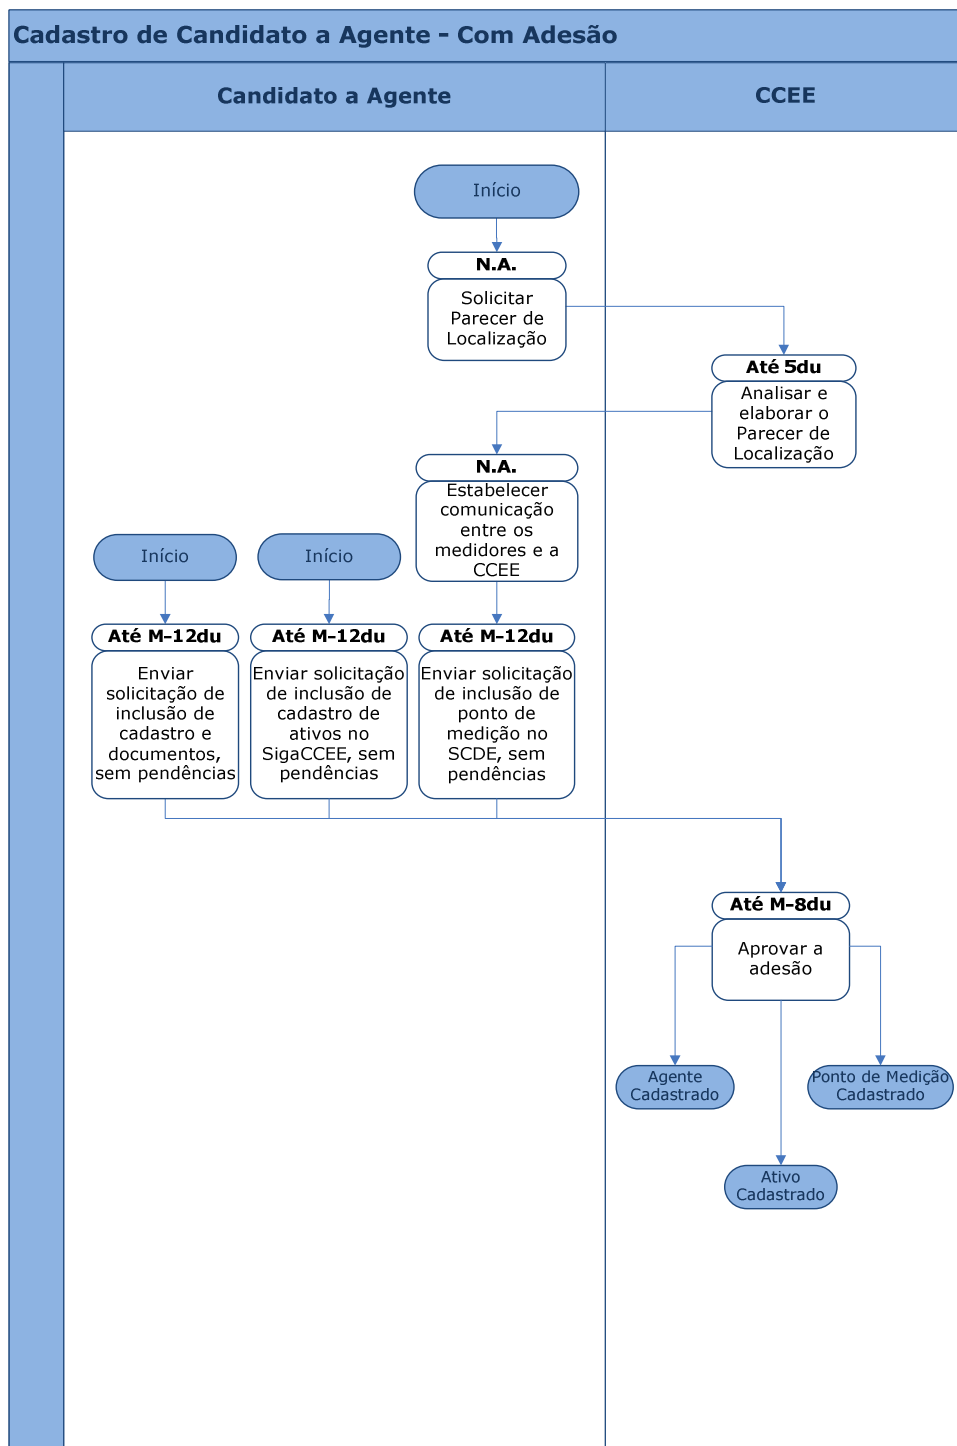 Cadastro de Candidato a Agente - Com Adesão
Candidato a Agente
CCEE
Início
N.A.
Solicitar
Parecer de
Localização
Até 5du
Analisar e
elaborar o
Parecer de
Localização
N.A.
Estabelecer
comunicação
entre os
medidores e a
CCEE
Início
Início
Até M-12du
Enviar
solicitação de
inclusão de
cadastro e
documentos,
sem pendências
Até M-12du
Enviar solicitação
de inclusão de
cadastro de
ativos no
SigaCCEE, sem
pendências
Até M-12du
Enviar solicitação
de inclusão de
ponto de
medição no
SCDE, sem
pendências
Até M-8du
Aprovar a
adesão
Agente
Cadastrado
Ponto de Medição
Cadastrado
Ativo
Cadastrado